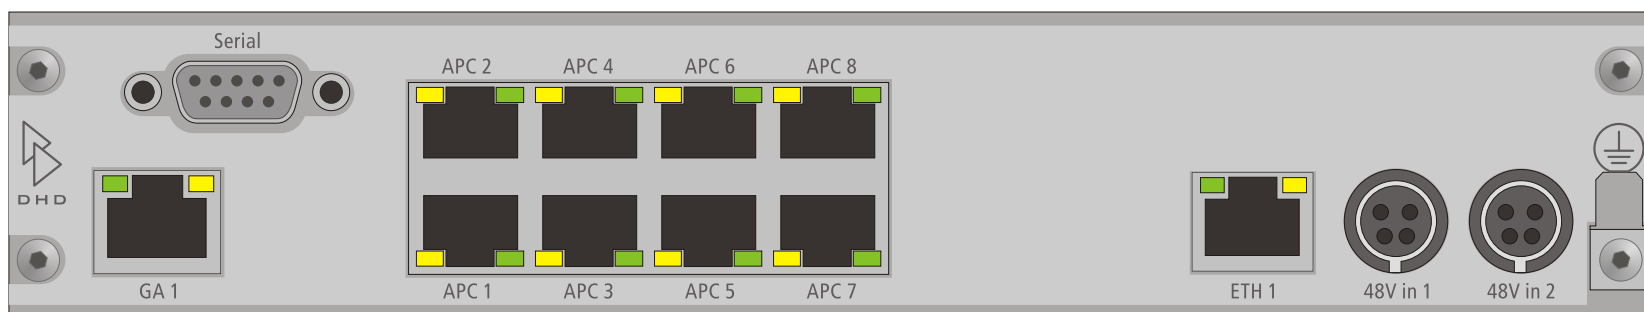 Serial
APC 2 APC 4 APC 6 APC 8
DHD
GA 1 APC 1 APC 3 APC 5 APC 7 ETH 1 48V in 1 48V in 2